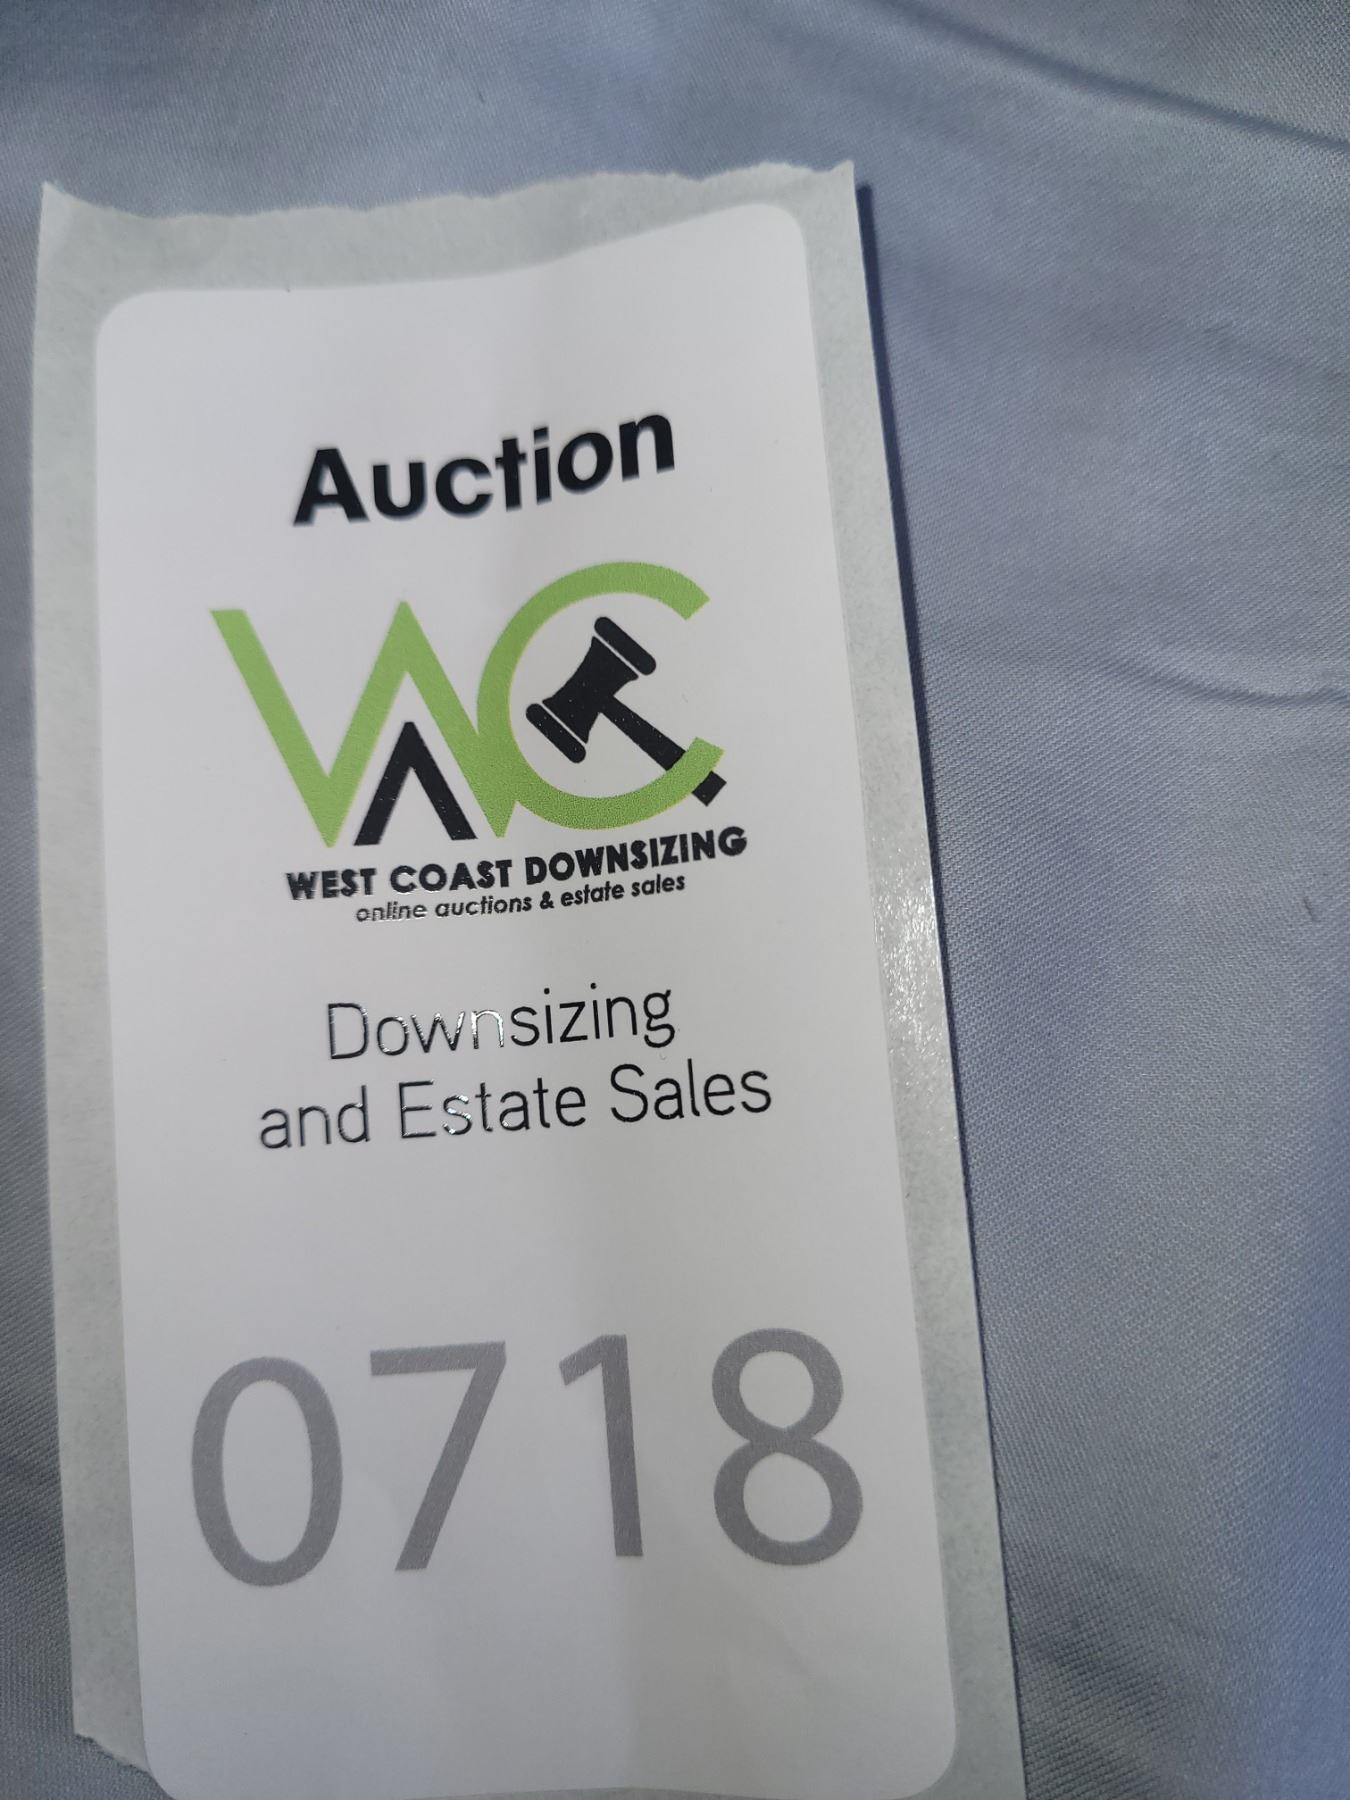 Auction
WC
WEST COAST DOWNSIZING
online auctions & estate sales
Downsizing
and Estate Sales
0718